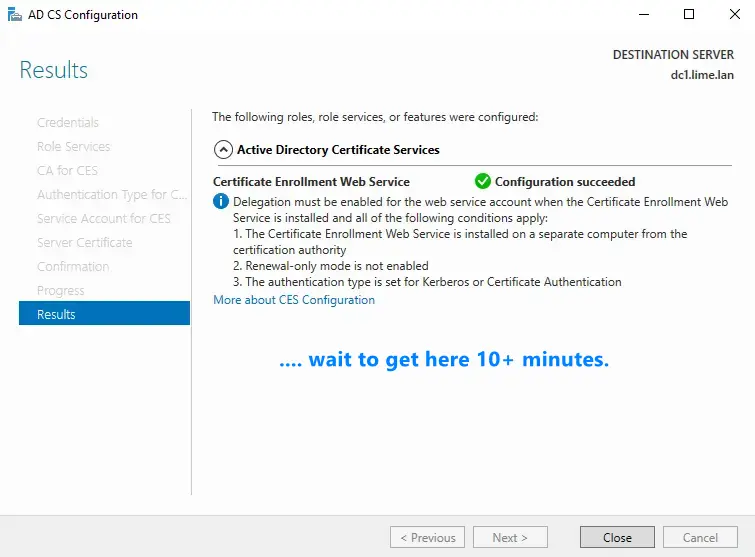 AD CS Configuration
DESTINATION SERVER
dc1.lime.lan
Results
Credentials
Role Services
CA for CES
Authentication Type for C...
Service Account for CES
Server Certificate
Confirmation
Progress
Results
The following roles, role services, or features were configured:
Active Directory Certificate Services
Certificate Enrollment Web Service Configuration succeeded
Delegation must be enabled for the web service account when the Certificate Enrollment Web
Service is installed and all of the following conditions apply:
1. The Certificate Enrollment Web Service is installed on a separate computer from the
certification authority
2. Renewal-only mode is not enabled
3. The authentication type is set for Kerberos or Certificate Authentication
More about CES Configuration
.... wait to get here 10+ minutes.
< Previous Next > Close Cancel